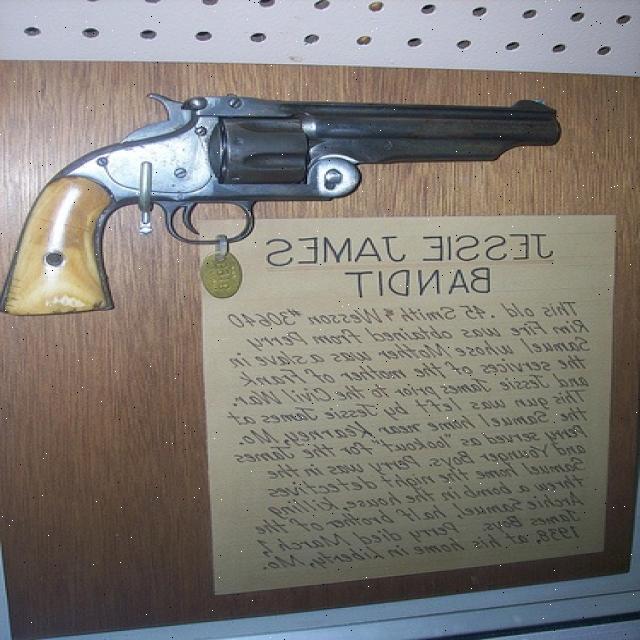 JESSIE JAMES
BANDIT
This old .45 Smith & Wesson #30640
Rim Fire was obtained from Perry
Samuel whose Mother was a slave in
the services of the mother of Frank
and Jessie James prior to the Civil War.
This gun was left by Jessie James at
the Samuel home near Kearney, Mo.
Perry served as "lookout" for the James
and Younger Boys. Perry was in the
Samuel home the night detectives
threw a bomb in the house, killing
Archie Samuel half brother of the
James Boys. Perry died March,
1938, at his home in Liberty, Mo.